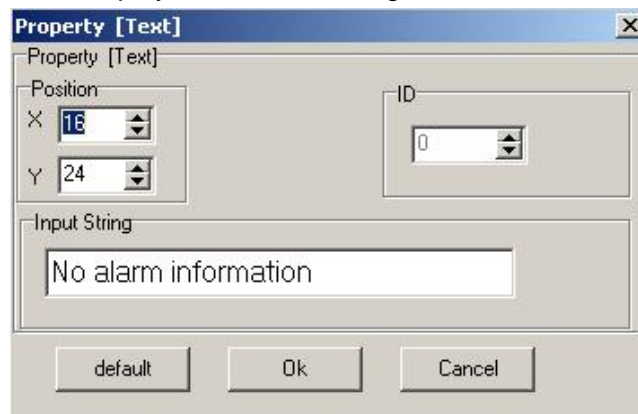 Property [Text]
Property [Text]
Position
X 16
Y 24
ID
0
Input String
No alarm information
default Ok Cancel